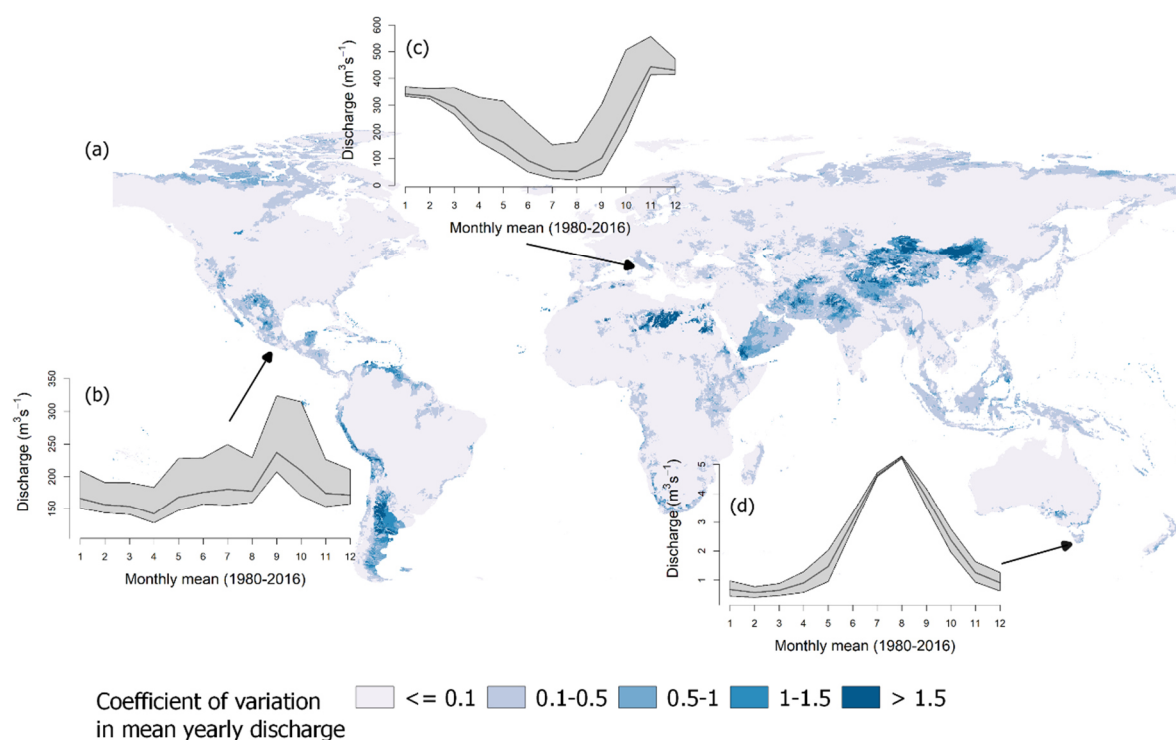 (a)
(c)
Discharge (m³s⁻¹)
600
500
400
300
200
100
0
1 2 3 4 5 6 7 8 9 10 11 12
Monthly mean (1980-2016)
(b)
Discharge (m³s⁻¹)
350
300
250
200
150
1 2 3 4 5 6 7 8 9 10 11 12
Monthly mean (1980-2016)
(d)
Discharge (m³s⁻¹)
5
4
3
2
1
1 2 3 4 5 6 7 8 9 10 11 12
Monthly mean (1980-2016)
Coefficient of variation
in mean yearly discharge
<= 0.1 0.1-0.5 0.5-1 1-1.5 > 1.5